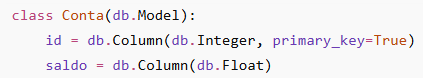 class Conta(db.Model):
    id = db.Column(db.Integer, primary_key=True)
    saldo = db.Column(db.Float)